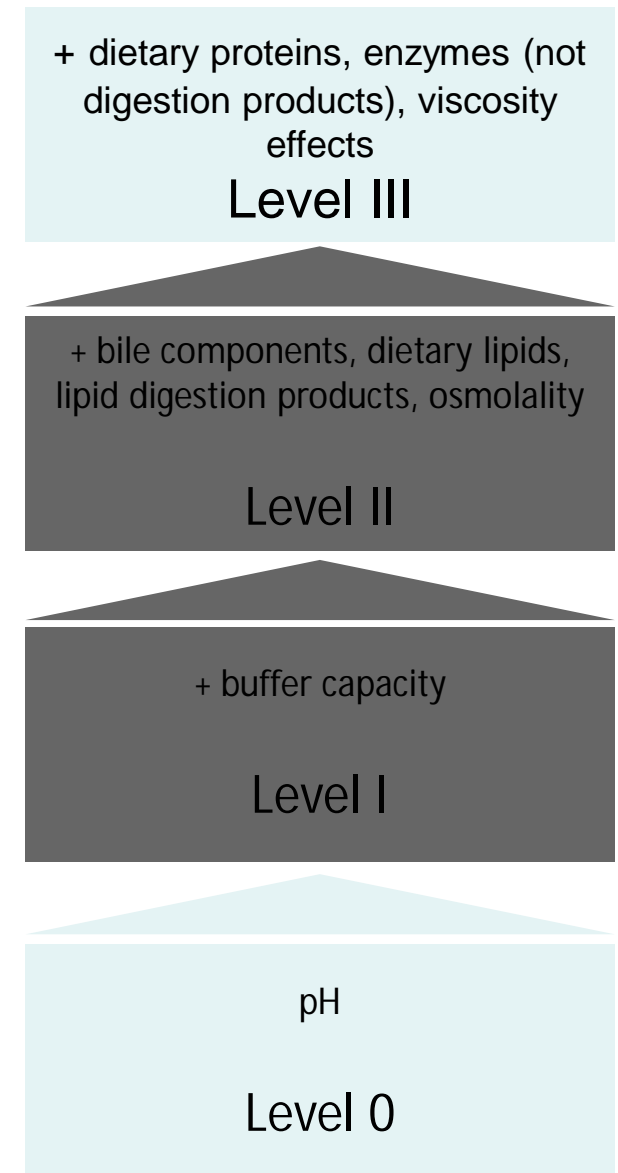 + dietary proteins, enzymes (not
digestion products), viscosity
effects
Level III
+ bile components, dietary lipids,
lipid digestion products, osmolality
Level II
+ buffer capacity
Level I
pH
Level 0